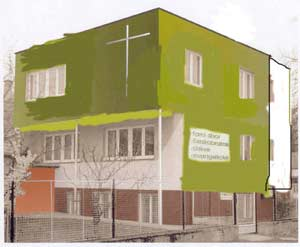 farní sbor
českobratrské
církve
evangelické